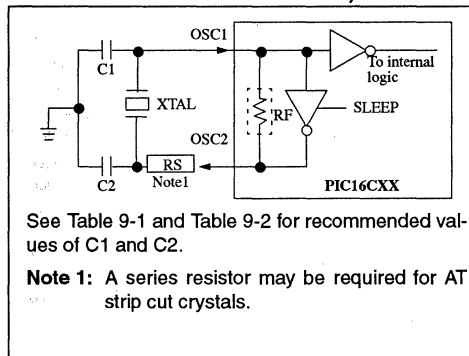 OSC1
C1
To internal
logic
XTAL
RF
SLEEP
OSC2
RS
C2
Note1
PIC16CXX
See Table 9-1 and Table 9-2 for recommended val-
ues of C1 and C2.
Note 1: A series resistor may be required for AT
strip cut crystals.